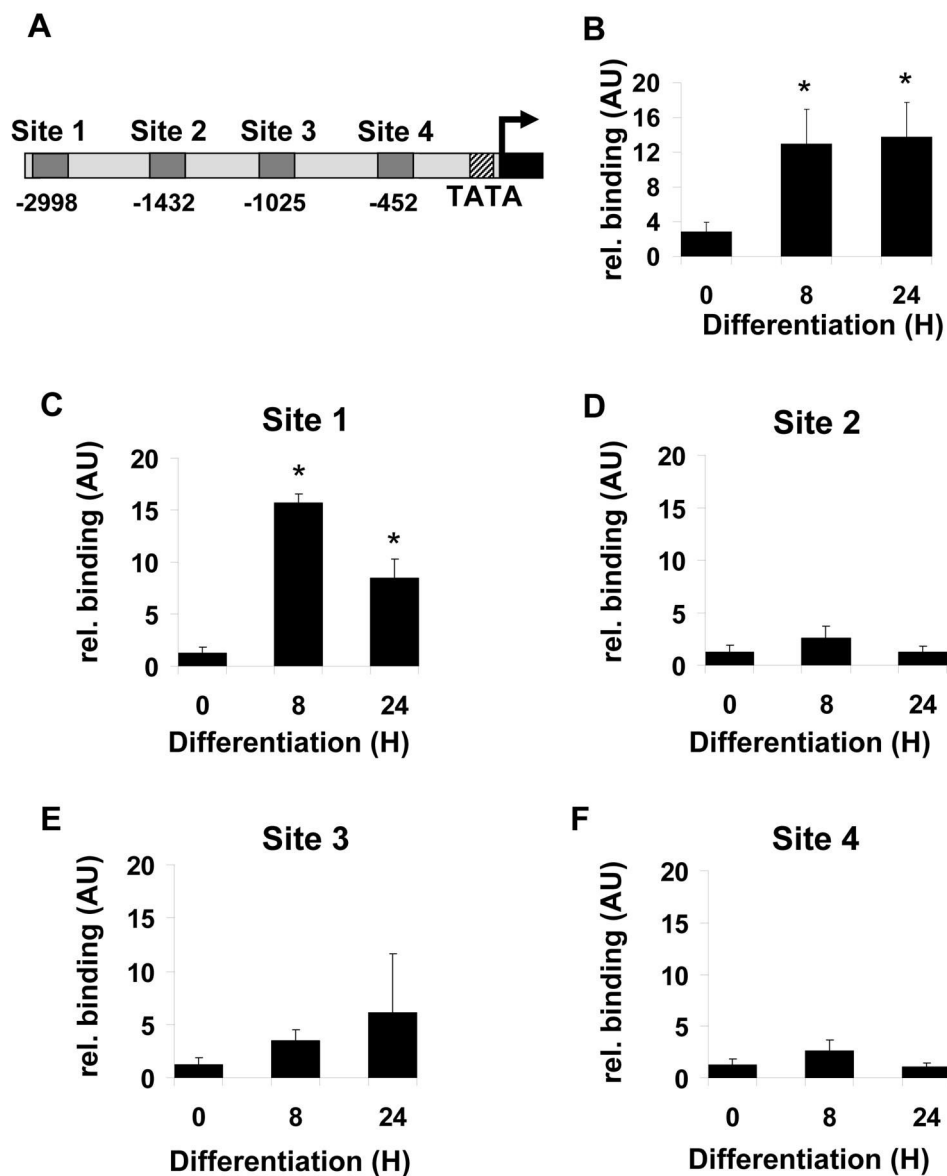 A
Site 1 Site 2 Site 3 Site 4
-2998 -1432 -1025 -452 TATA
B
rel. binding (AU)
20
16
12
8
4
0
* *
0 8 24
Differentiation (H)
C
Site 1
rel. binding (AU)
20
15
10
5
0
*
*
0 8 24
Differentiation (H)
D
Site 2
rel. binding (AU)
20
15
10
5
0
0 8 24
Differentiation (H)
E
Site 3
rel. binding (AU)
20
15
10
5
0
0 8 24
Differentiation (H)
F
Site 4
rel. binding (AU)
20
15
10
5
0
0 8 24
Differentiation (H)